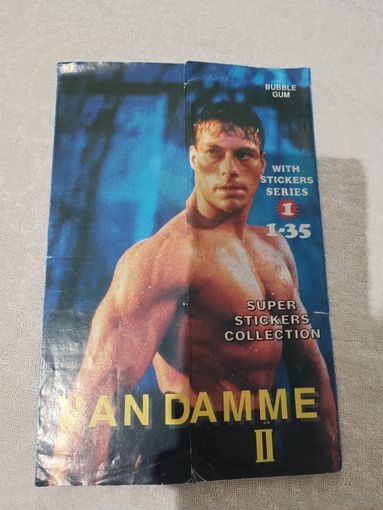 BUBBLE
GUM
WITH
STICKERS
SERIES
1
1-35
SUPER
STICKERS
COLLECTION
VAN DAMME
II